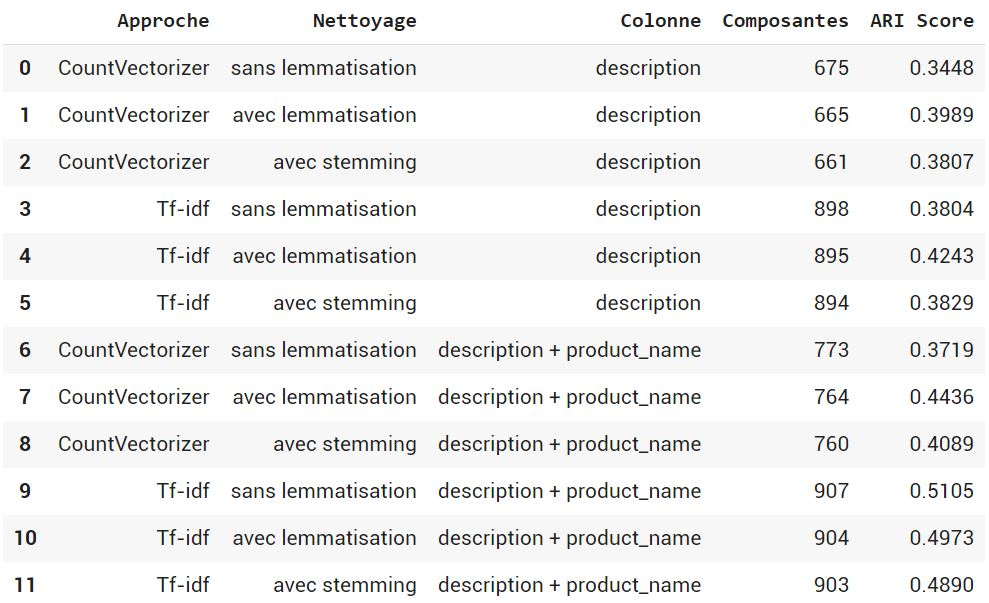 Approche Nettoyage Colonne Composantes ARI Score
0 CountVectorizer sans lemmatisation description 675 0.3448
1 CountVectorizer avec lemmatisation description 665 0.3989
2 CountVectorizer avec stemming description 661 0.3807
3 Tf-idf sans lemmatisation description 898 0.3804
4 Tf-idf avec lemmatisation description 895 0.4243
5 Tf-idf avec stemming description 894 0.3829
6 CountVectorizer sans lemmatisation description + product_name 773 0.3719
7 CountVectorizer avec lemmatisation description + product_name 764 0.4436
8 CountVectorizer avec stemming description + product_name 760 0.4089
9 Tf-idf sans lemmatisation description + product_name 907 0.5105
10 Tf-idf avec lemmatisation description + product_name 904 0.4973
11 Tf-idf avec stemming description + product_name 903 0.4890